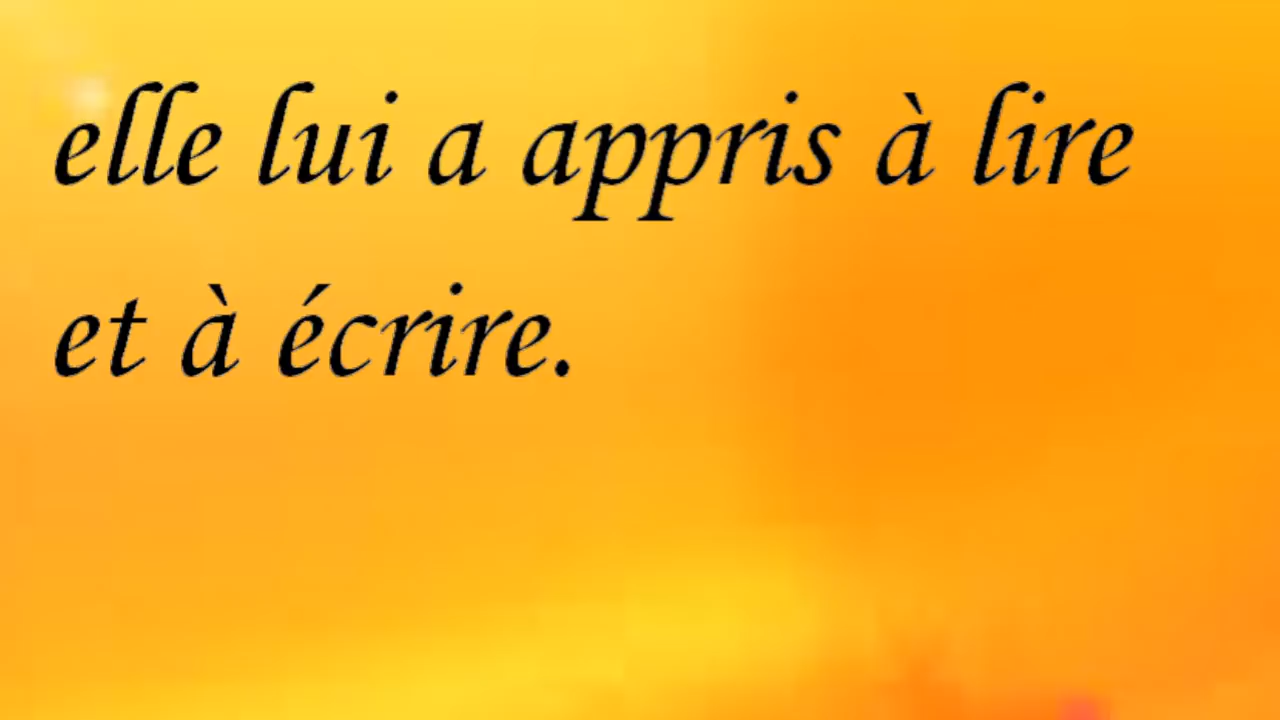 elle lui a appris à lire
et à écrire.